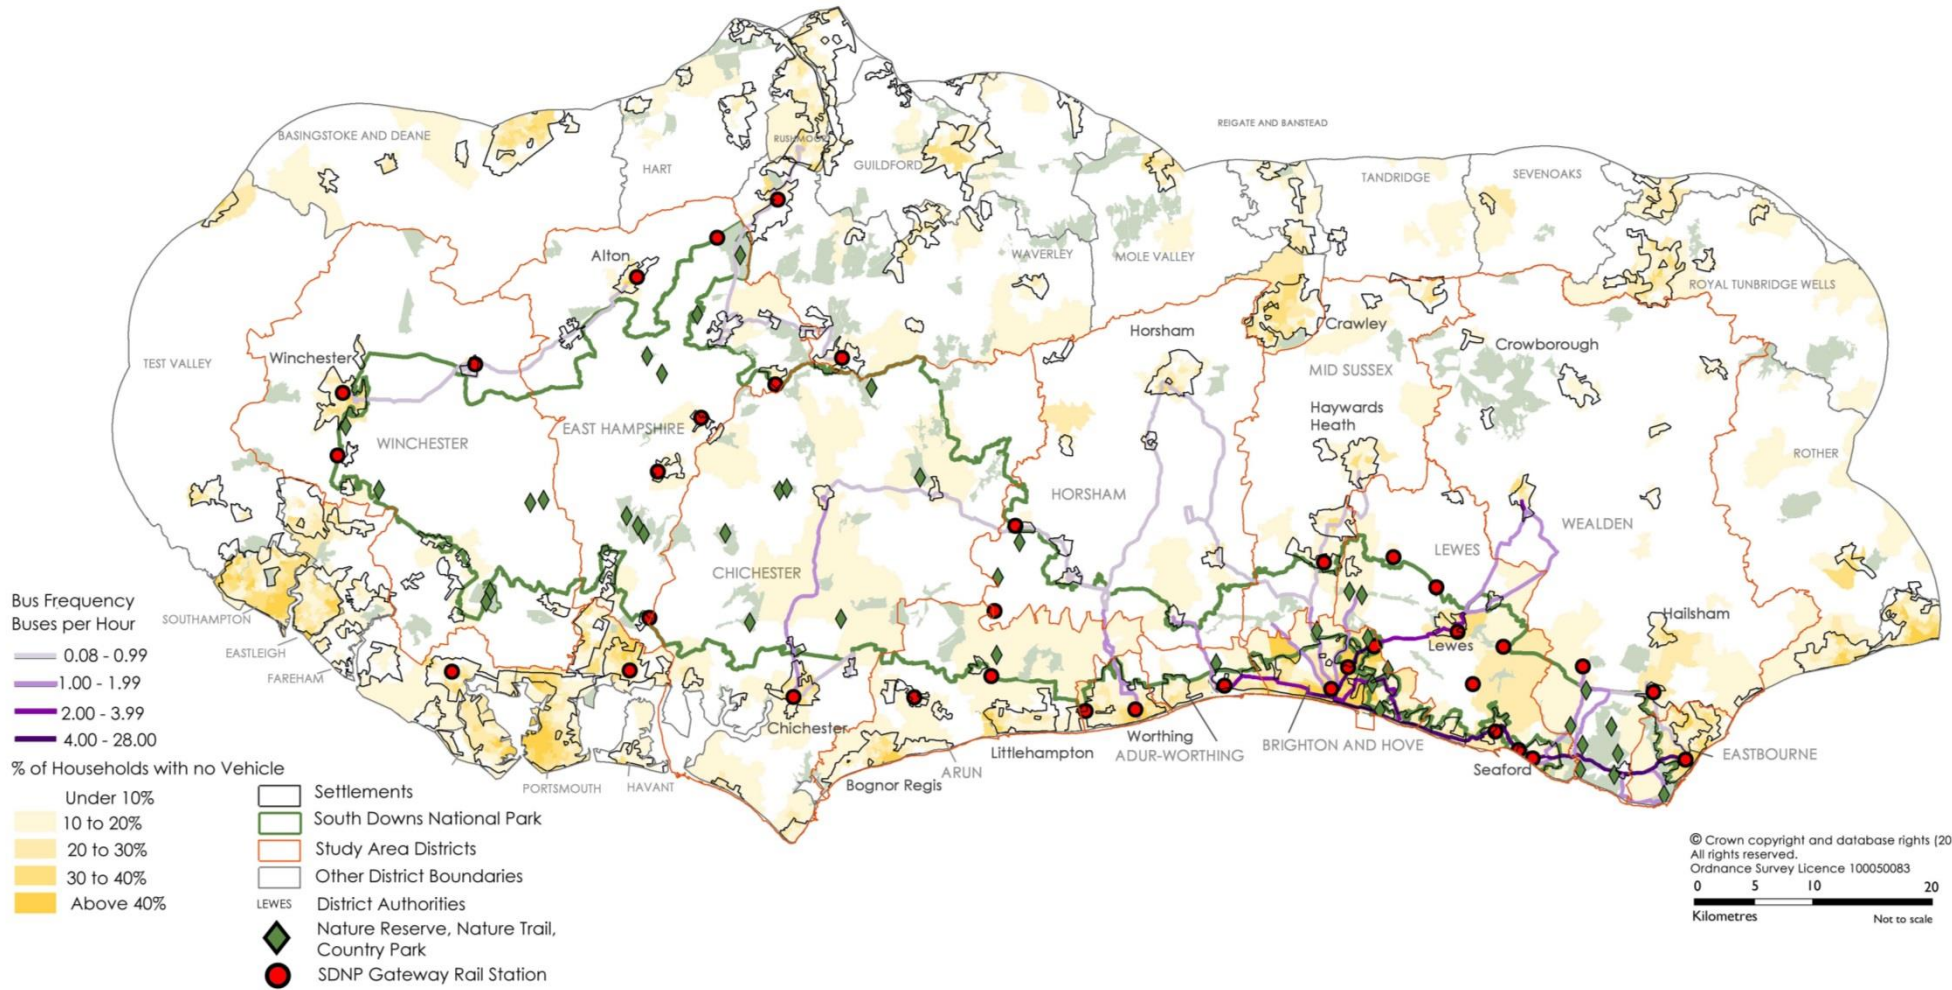 REIGATE AND BANSTEAD
BASINGSTOKE AND DEANE
RUSHMOOR
HART
GUILDFORD
TANDRIDGE
SEVENOAKS
Alton
WAVERLEY
MOLE VALLEY
ROYAL TUNBRIDGE WELLS
Horsham
Crawley
Crowborough
TEST VALLEY
Winchester
MID SUSSEX
Haywards
Heath
EAST HAMPSHIRE
WINCHESTER
ROTHER
HORSHAM
WEALDEN
LEWES
CHICHESTER
Hailsham
SOUTHAMPTON
Lewes
EASTLEIGH
FAREHAM
Chichester
Worthing
Littlehampton
ADUR-WORTHING
BRIGHTON AND HOVE
EASTBOURNE
Seaford
ARUN
Bognor Regis
PORTSMOUTH
HAVANT
Bus Frequency
Buses per Hour
0.08 - 0.99
1.00 - 1.99
2.00 - 3.99
4.00 - 28.00
% of Households with no Vehicle
Under 10%
10 to 20%
20 to 30%
30 to 40%
Above 40%
Settlements
South Downs National Park
Study Area Districts
Other District Boundaries
LEWES District Authorities
Nature Reserve, Nature Trail,
Country Park
SDNP Gateway Rail Station
© Crown copyright and database rights (20
All rights reserved.
Ordnance Survey Licence 100050083
0 5 10 20
Kilometres Not to scale